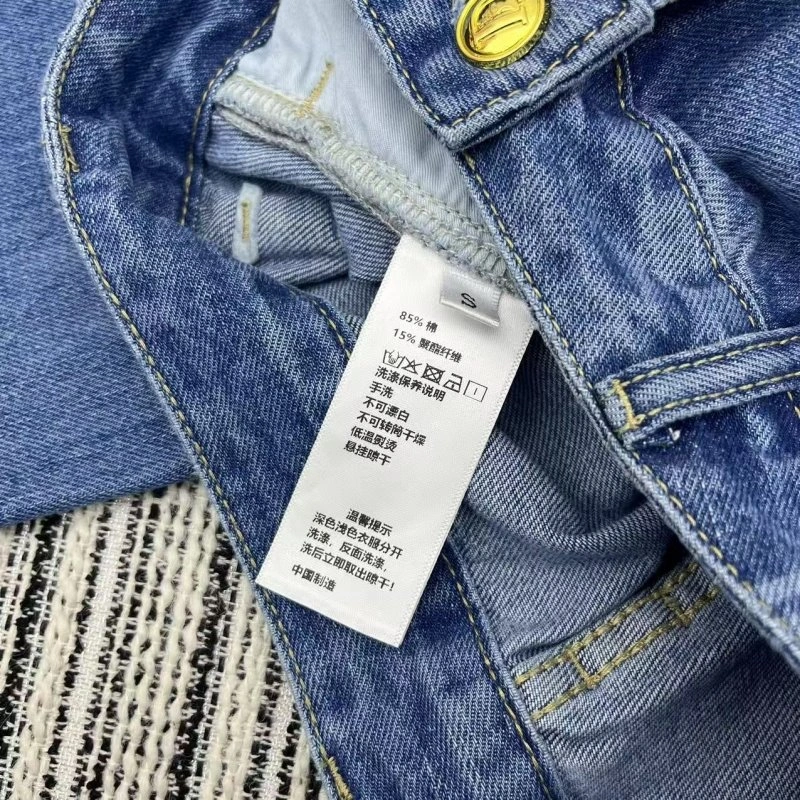 S
85% 棉
15% 聚酯纤维
洗涤保养说明
手洗
不可漂白
不可转筒干燥
低温熨烫
悬挂晾干
温馨提示
深色浅色衣服分开
洗涤，反面洗涤，
洗后立即取出晾干！
中国制造